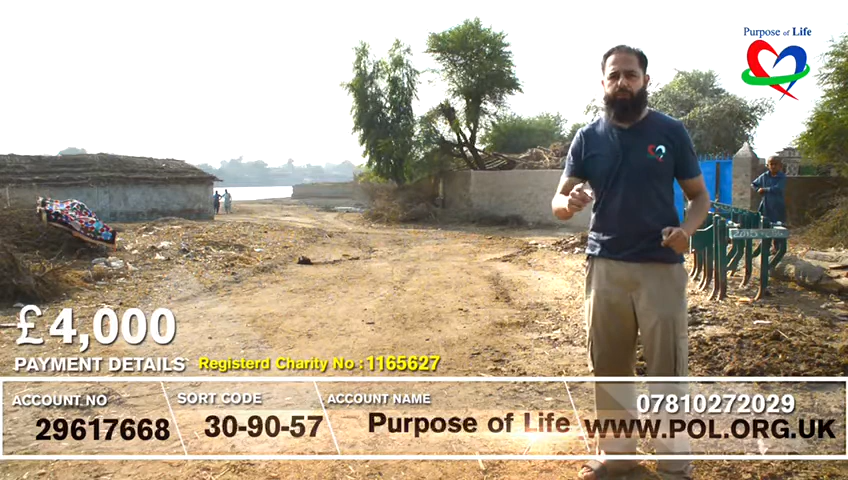 Purpose of Life
£4,000
PAYMENT DETAILS
Registerd Charity No : 1165627
ACCOUNT NO
29617668
SORT CODE
30-90-57
ACCOUNT NAME
Purpose of Life
07810272029
WWW.POL.ORG.UK